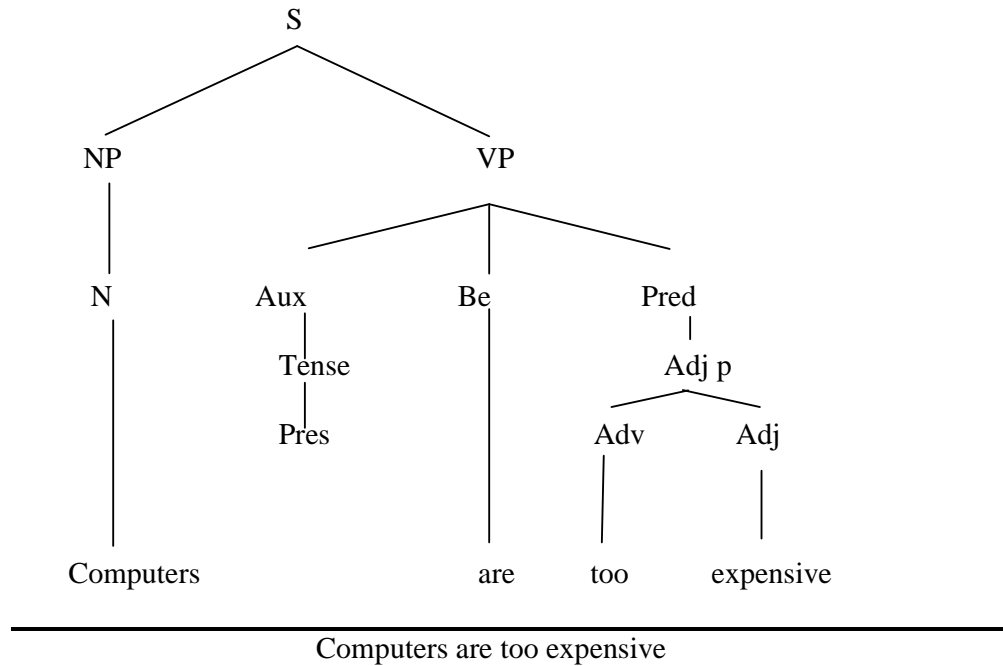 S
NP VP
N Aux Be Pred
Tense Adj p
Pres Adv Adj
Computers are too expensive
Computers are too expensive